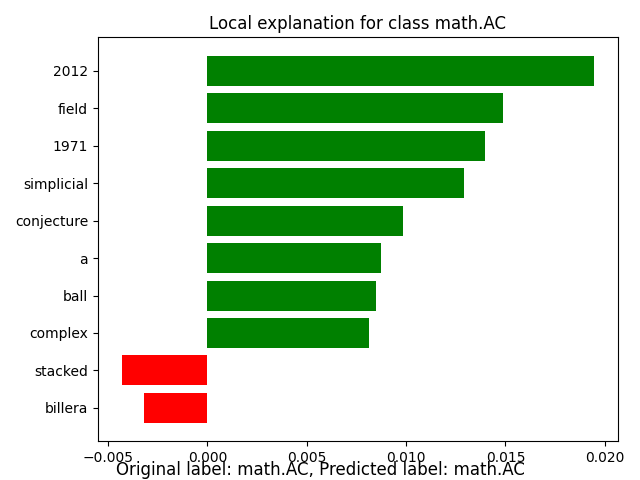 Local explanation for class math.AC
2012
field
1971
simplicial
conjecture
a
ball
complex
stacked
billera
−0.005 0.000 0.005 0.010 0.015 0.020
Original label: math.AC, Predicted label: math.AC